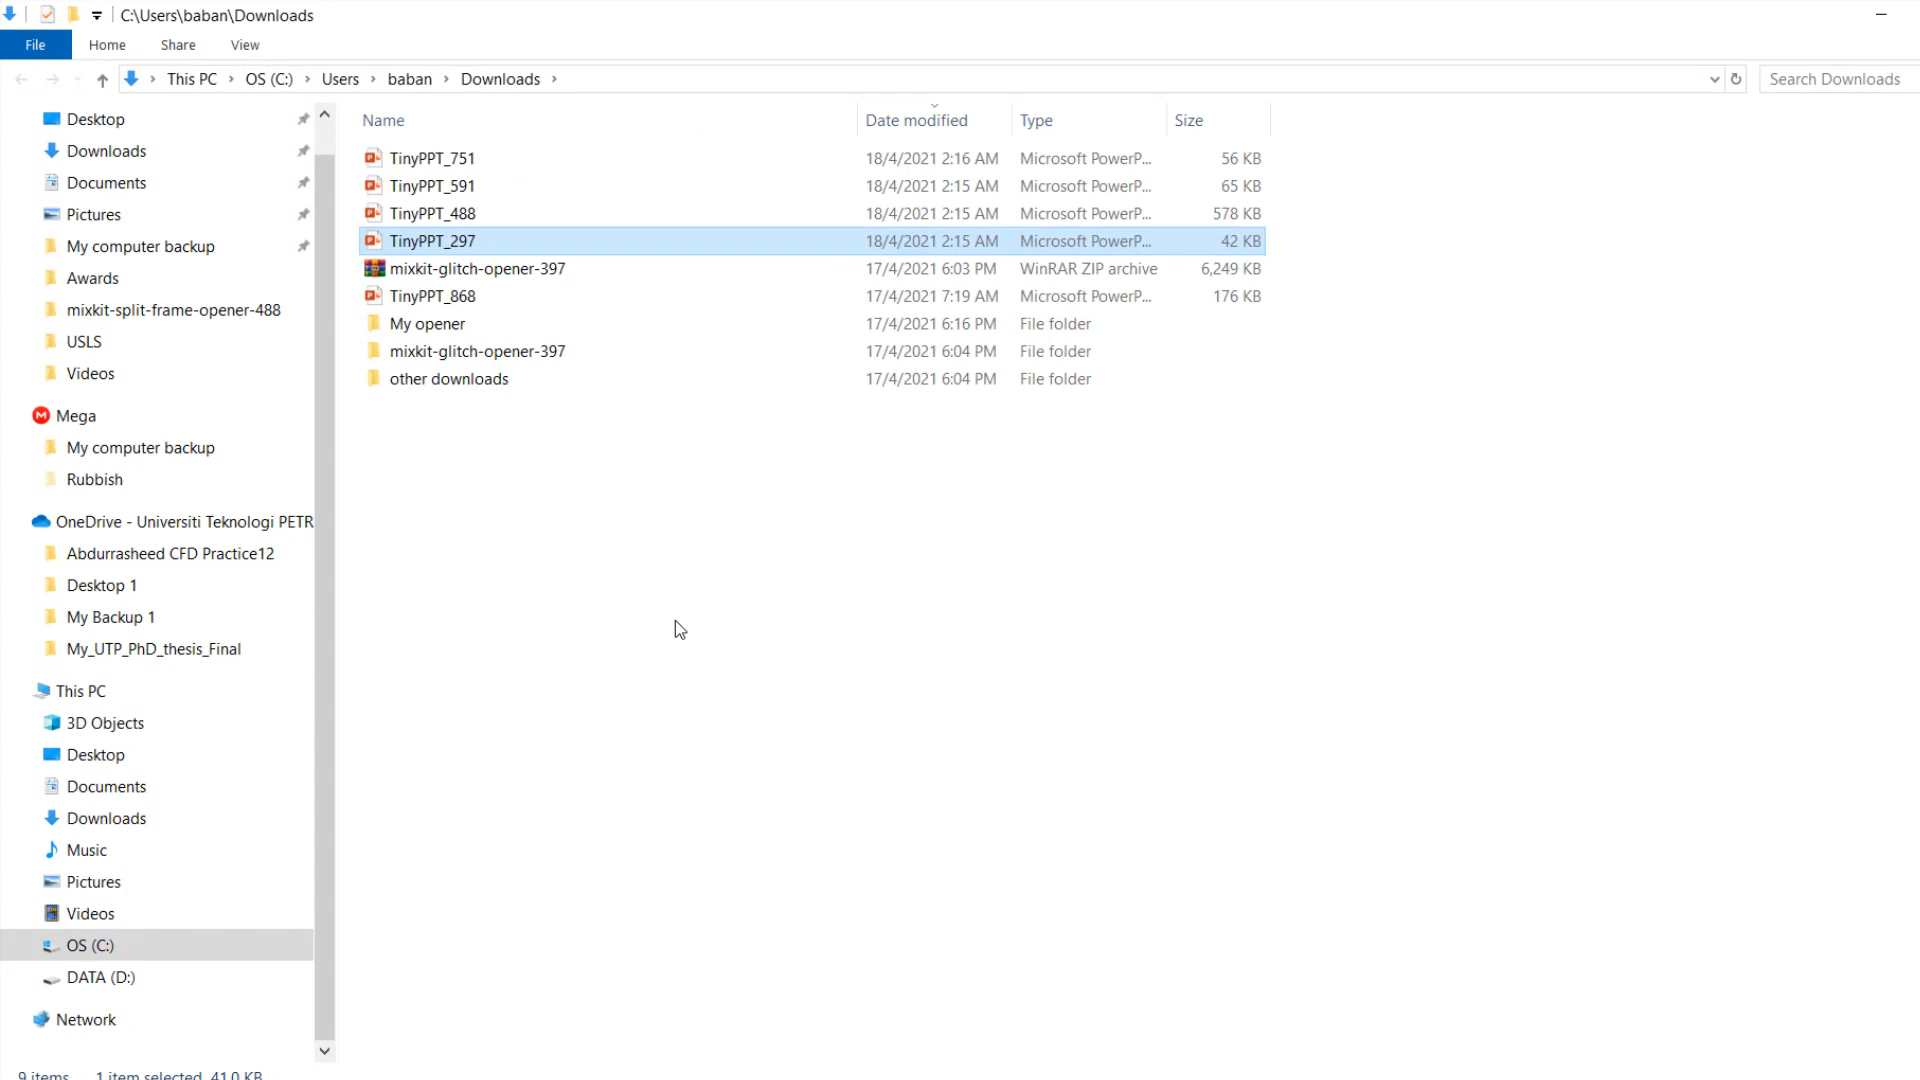 C:\Users\baban\Downloads
File Home Share View
This PC OS (C:) Users baban Downloads Search Downloads
Desktop
Downloads
Documents
Pictures
My computer backup
Awards
mixkit-split-frame-opener-488
USLS
Videos
Mega
My computer backup
Rubbish
OneDrive - Universiti Teknologi PETR
Abdurrasheed CFD Practice12
Desktop 1
My Backup 1
My_UTP_PhD_thesis_Final
This PC
3D Objects
Desktop
Documents
Downloads
Music
Pictures
Videos
OS (C:)
DATA (D:)
Network
Name Date modified Type Size
TinyPPT_751 18/4/2021 2:16 AM Microsoft PowerP... 56 KB
TinyPPT_591 18/4/2021 2:15 AM Microsoft PowerP... 65 KB
TinyPPT_488 18/4/2021 2:15 AM Microsoft PowerP... 578 KB
TinyPPT_297 18/4/2021 2:15 AM Microsoft PowerP... 42 KB
mixkit-glitch-opener-397 17/4/2021 6:03 PM WinRAR ZIP archive 6,249 KB
TinyPPT_868 17/4/2021 7:19 AM Microsoft PowerP... 176 KB
My opener 17/4/2021 6:16 PM File folder
mixkit-glitch-opener-397 17/4/2021 6:04 PM File folder
other downloads 17/4/2021 6:04 PM File folder
9 items 1 item selected 41.0 KB